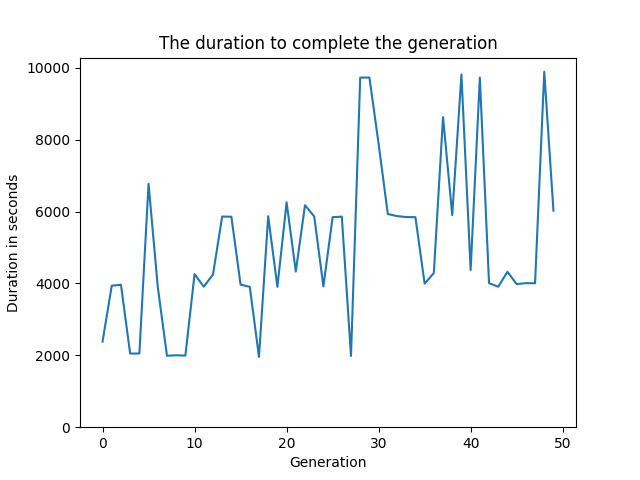 The duration to complete the generation
10000
8000
6000
4000
2000
0
Duration in seconds
0 10 20 30 40 50
Generation